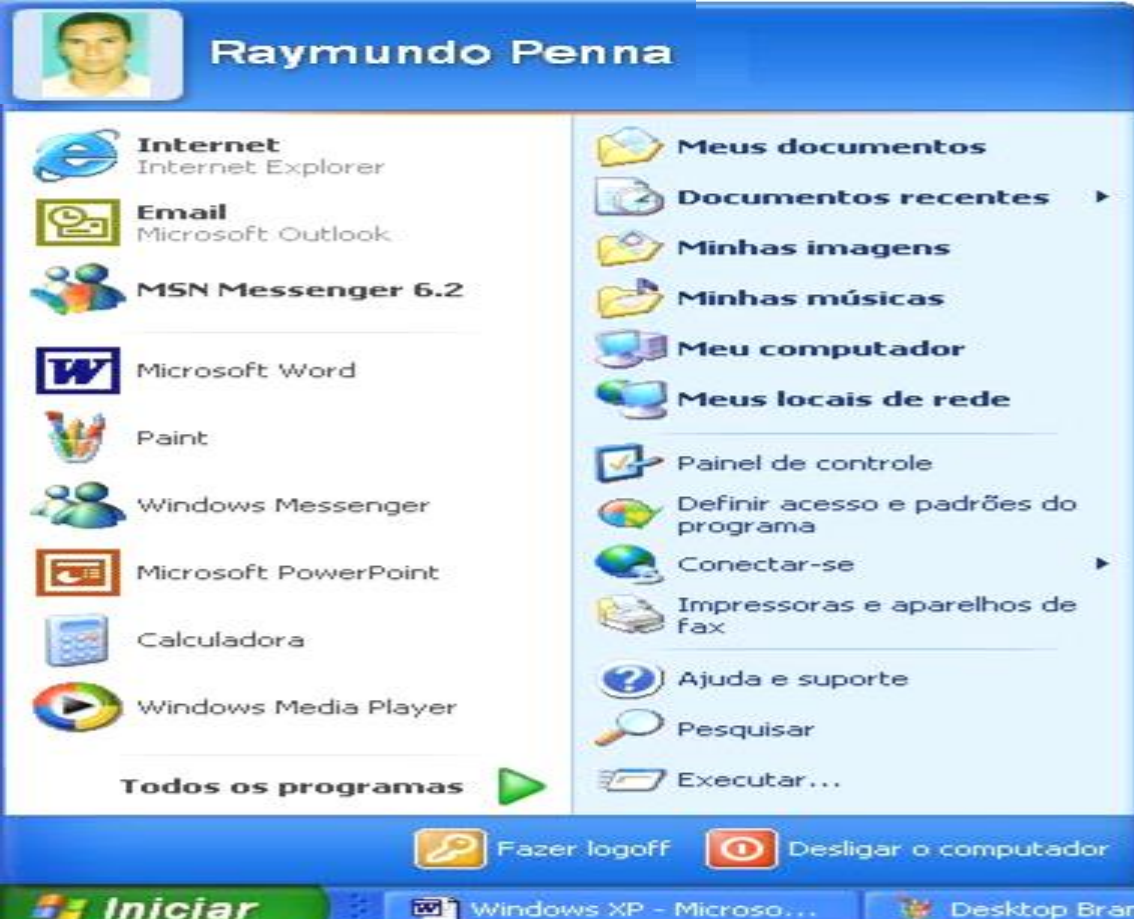 Raymundo Penna
Internet
Internet Explorer
Email
Microsoft Outlook
MSN Messenger 6.2
Microsoft Word
Paint
Windows Messenger
Microsoft PowerPoint
Calculadora
Windows Media Player
Todos os programas
Meus documentos
Documentos recentes
Minhas imagens
Minhas músicas
Meu computador
Meus locais de rede
Painel de controle
Definir acesso e padrões do
programa
Conectar-se
Impressoras e aparelhos de
fax
Ajuda e suporte
Pesquisar
Executar...
Fazer logoff
Desligar o computador
Iniciar
Windows XP - Microso...
Desktop Bran